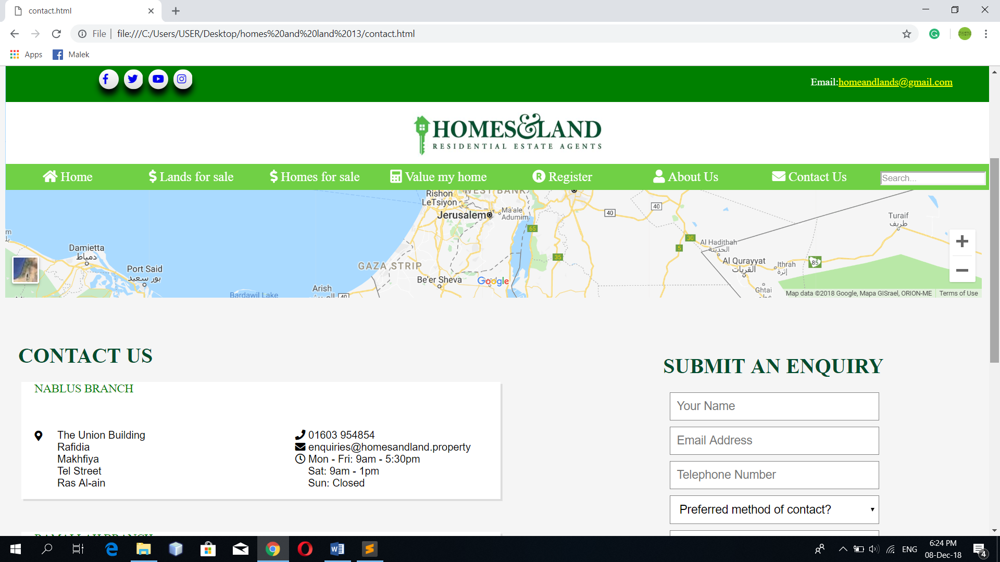 contact.html
File
file:///C:/Users/USER/Desktop/homes%20and%20land%2013/contact.html
Apps
Malek
Email:homeandlands@gmail.com
HOMES&LAND
RESIDENTIAL ESTATE AGENTS
Home
Lands for sale
Homes for sale
Value my home
Register
About Us
Contact Us
Search...
Rishon
LeTsiyon
WEST BANK
Jerusalem
Ma'ale
Adumim
40
40
65
30
5
35
85
Turaif
طريف
Al Hadithah
الحديثة
Al Qurayyat
القريات
Ithrah
إثرة
Ghtai
Damietta
دمياط
Port Said
بور سعيد
GAZA STRIP
Be'er Sheva
Google
Arish
العريش
40
Bardawil Lake
Map data ©2018 Google, Mapa GISrael, ORION-ME
Terms of Use
CONTACT US
SUBMIT AN ENQUIRY
NABLUS BRANCH
The Union Building
Rafidia
Makhfiya
Tel Street
Ras Al-ain
01603 954854
enquiries@homesandland.property
Mon - Fri: 9am - 5:30pm
Sat: 9am - 1pm
Sun: Closed
Your Name
Email Address
Telephone Number
Preferred method of contact?
RAMALLAH BRANCH
ENG
6:24 PM
08-Dec-18
4